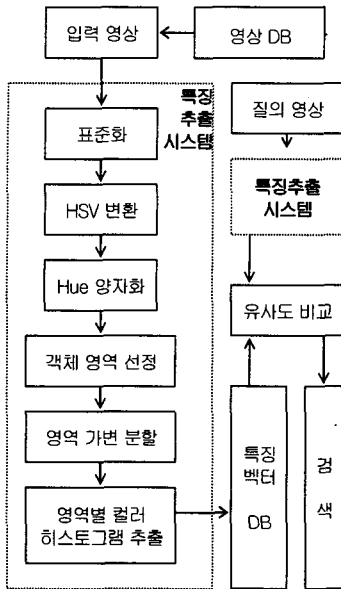 입력 영상
영상 DB
특징
추출
시스템
표준화
HSV 변환
Hue 양자화
객체 영역 선정
영역 가변 분할
영역별 컬러
히스토그램 추출
질의 영상
특징추출
시스템
유사도 비교
특징
벡터
DB
검
색